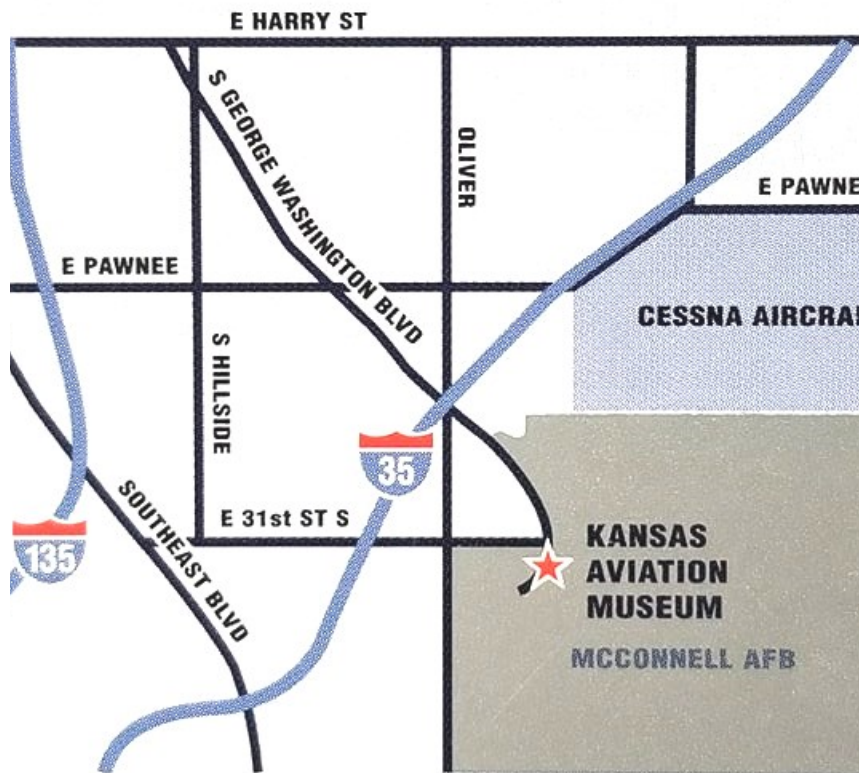 E HARRY ST
S GEORGE WASHINGTON BLVD
OLIVER
E PAWNE
E PAWNEE
CESSNA AIRCRA
S HILLSIDE
35
E 31st ST S
SOUTHEAST BLVD
135
KANSAS
AVIATION
MUSEUM
MCCONNELL AFB